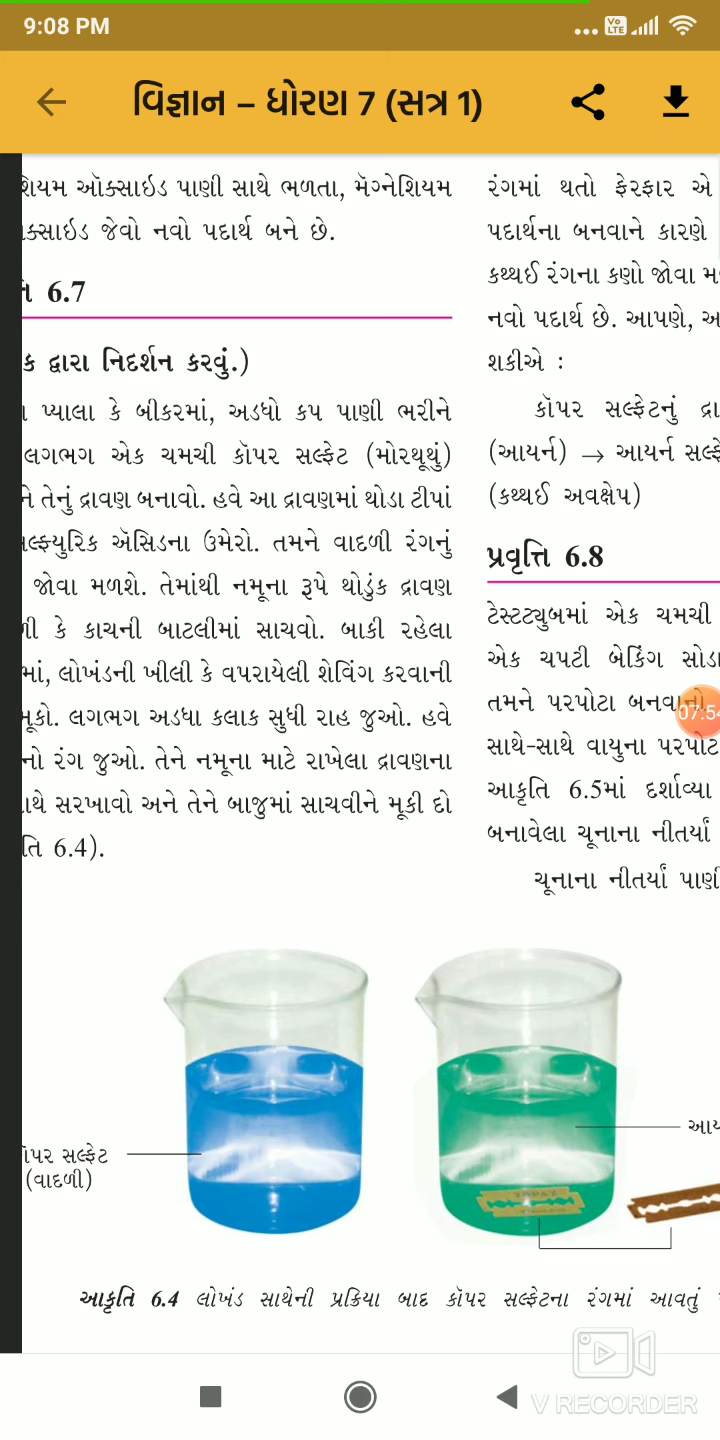 9:08 PM
Vo LTE
વિજ્ઞાન – ધોરણ 7 (સત્ર 1)
ઑક્સાઇડ પાણી સાથે ભળતા, મૅગ્નેશિયમ
જેવો નવો પદાર્થ બને છે.
6.7
દ્વારા નિદર્શન કરવું.)
પ્યાલા કે બીકરમાં, અડધો કપ પાણી ભરીને
લગભગ એક ચમચી કૉપર સલ્ફેટ (મોરથૂથું)
તેનું દ્રાવણ બનાવો. હવે આ દ્રાવણમાં થોડા ટીપાં
ઍસિડના ઉમેરો. તમને વાદળી રંગનું
જોવા મળશે. તેમાંથી નમૂના રૂપે થોડુંક દ્રાવણ
કે કાચની બાટલીમાં સાચવો. બાકી રહેલા
લોખંડની ખીલી કે વપરાયેલી શેવિંગ કરવાની
મૂકો. લગભગ અડધા કલાક સુધી રાહ જુઓ. હવે
રંગ જુઓ. તેને નમૂના માટે રાખેલા દ્રાવણના
સરખાવો અને તેને બાજુમાં સાચવીને મૂકી દો
6.4).
રંગમાં થતો ફેરફાર એ
પદાર્થના બનવાને કારણે
કથ્થઈ રંગના કણો જોવા
નવો પદાર્થ છે. આપણે,
શકીએ :
કૉપર સલ્ફેટનું
(આયર્ન) → આયર્ન
(કથ્થઈ અવક્ષેપ)
પ્રવૃત્તિ 6.8
ટેસ્ટટ્યુબમાં એક ચમચી
એક ચપટી બેકિંગ સોડા
તમને પરપોટા બનવાનો
07:54
સાથે-સાથે વાયુના
આકૃતિ 6.5માં દર્શાવ્યા
બનાવેલા ચૂનાના નીતર્યાં
ચૂનાના નીતર્યાં પાણી
સલ્ફેટ
(વાદળી)
TOPAZ
આકૃતિ 6.4 લોખંડ સાથેની પ્રક્રિયા બાદ કૉપર સલ્ફેટના રંગમાં આવતું
V RECORDER